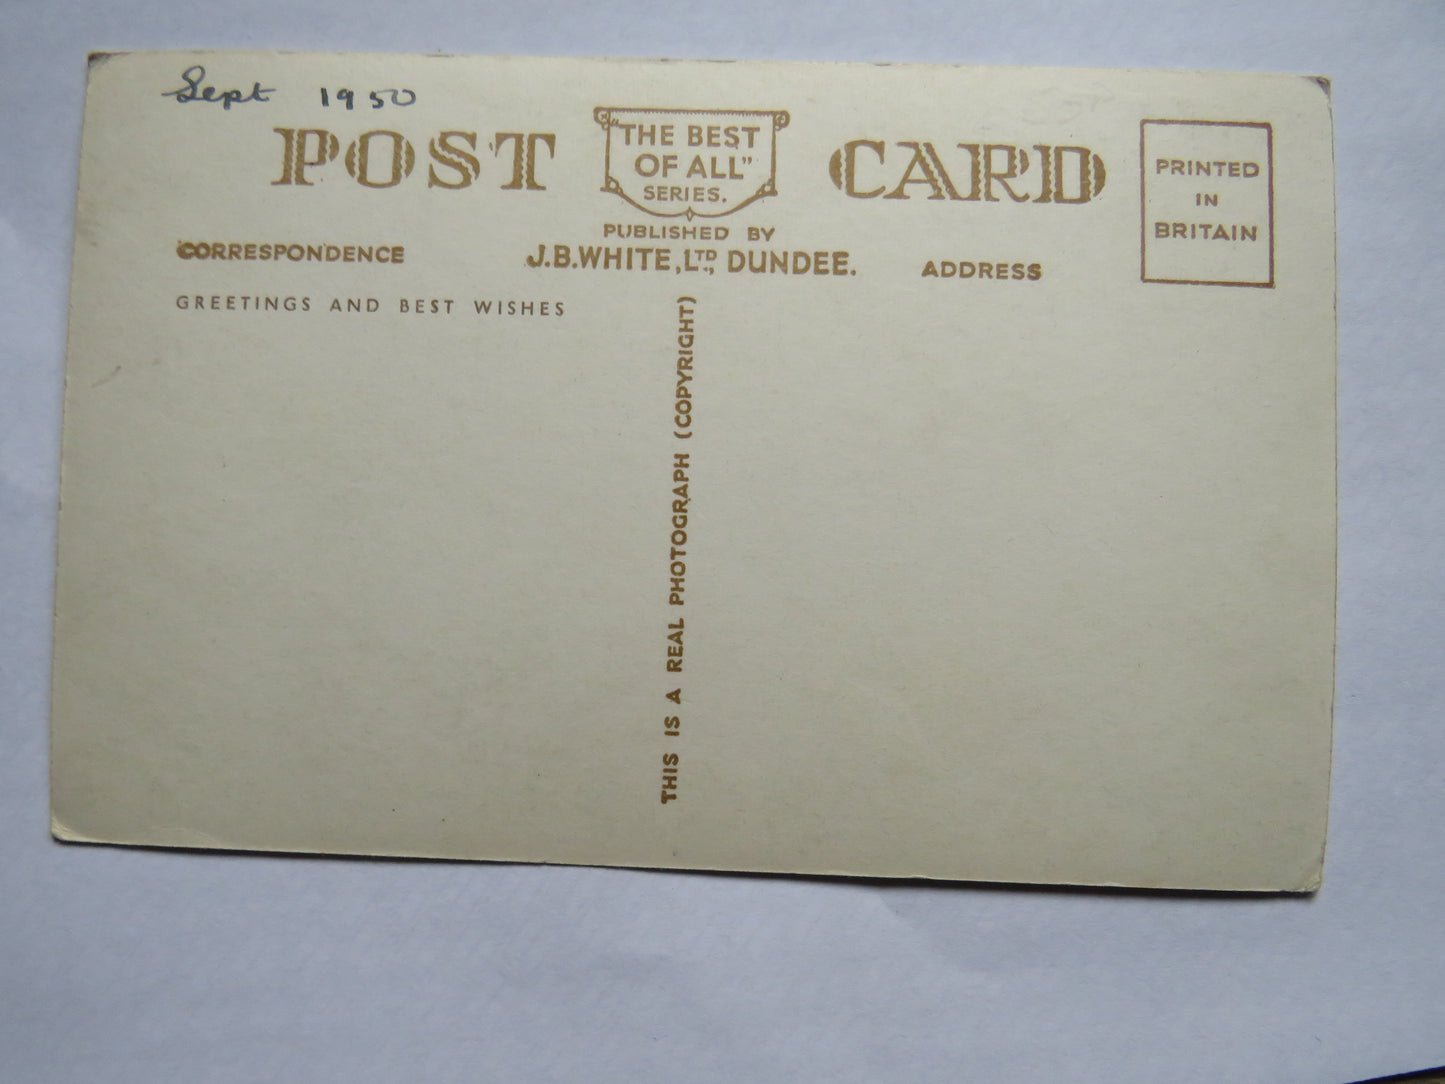 Sept 1950
POST CARD
"THE BEST
OF ALL"
SERIES.
PUBLISHED BY
J.B.WHITE, LTD., DUNDEE.
CORRESPONDENCE
ADDRESS
PRINTED
IN
BRITAIN
GREETINGS AND BEST WISHES
THIS IS A REAL PHOTOGRAPH (COPYRIGHT)